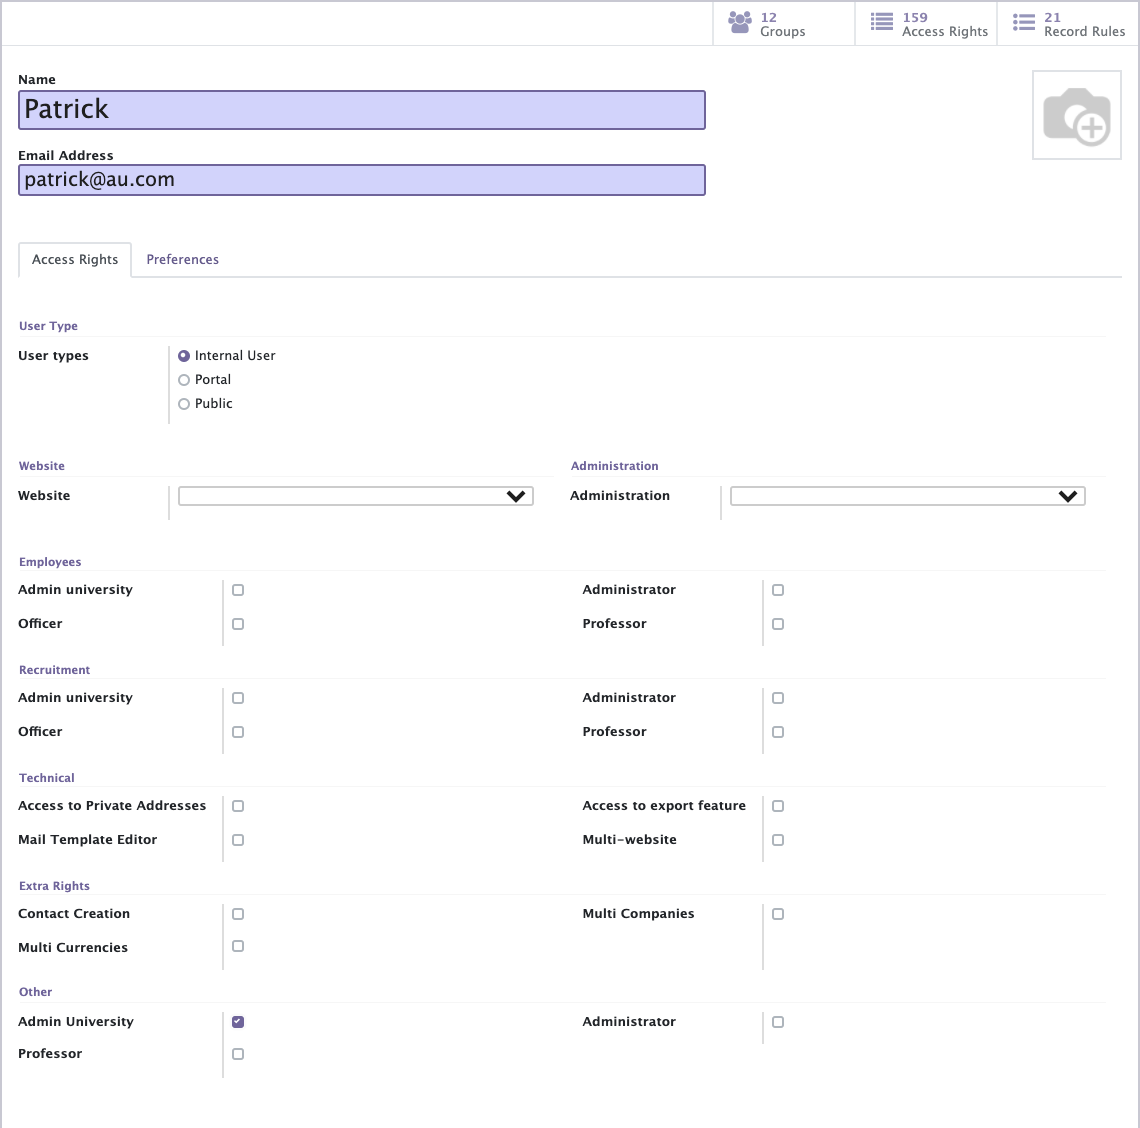 12
Groups
159
Access Rights
21
Record Rules
Name
Patrick
Email Address
patrick@au.com
Access Rights
Preferences
User Type
User types
Internal User
Portal
Public
Website
Administration
Website
Administration
Employees
Admin university
Administrator
Officer
Professor
Recruitment
Admin university
Administrator
Officer
Professor
Technical
Access to Private Addresses
Access to export feature
Mail Template Editor
Multi-website
Extra Rights
Contact Creation
Multi Companies
Multi Currencies
Other
Admin University
Administrator
Professor